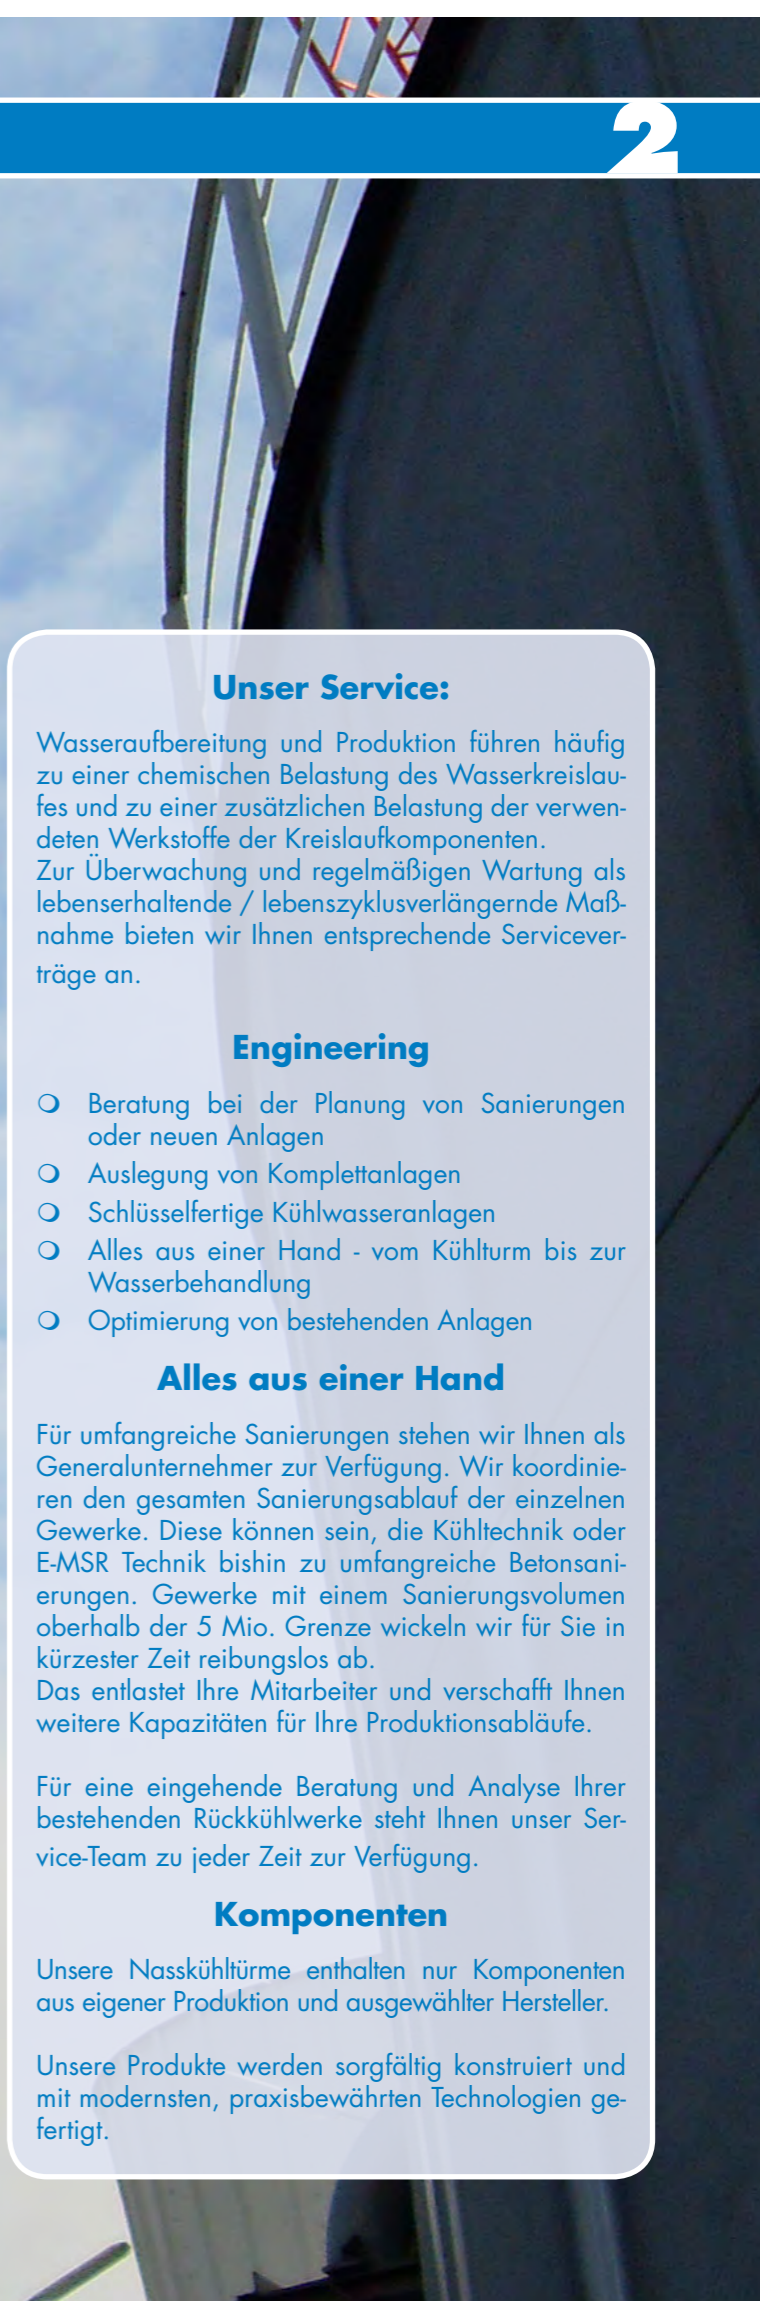 2
Unser Service:
Wasseraufbereitung und Produktion führen häufig
zu einer chemischen Belastung des Wasserkreislau-
fes und zu einer zusätzlichen Belastung der verwen-
deten Werkstoffe der Kreislaufkomponenten.
Zur Überwachung und regelmäßigen Wartung als
lebenserhaltende / lebenszyklusverlängernde Maß-
nahme bieten wir Ihnen entsprechende Servicever-
träge an.
Engineering
❍ Beratung bei der Planung von Sanierungen
oder neuen Anlagen
❍ Auslegung von Komplettanlagen
❍ Schlüsselfertige Kühlwasseranlagen
❍ Alles aus einer Hand - vom Kühlturm bis zur
Wasserbehandlung
❍ Optimierung von bestehenden Anlagen
Alles aus einer Hand
Für umfangreiche Sanierungen stehen wir Ihnen als
Generalunternehmer zur Verfügung. Wir koordinie-
ren den gesamten Sanierungsablauf der einzelnen
Gewerke. Diese können sein, die Kühltechnik oder
E-MSR Technik bishin zu umfangreiche Betonsani-
erungen. Gewerke mit einem Sanierungsvolumen
oberhalb der 5 Mio. Grenze wickeln wir für Sie in
kürzester Zeit reibungslos ab.
Das entlastet Ihre Mitarbeiter und verschafft Ihnen
weitere Kapazitäten für Ihre Produktionsabläufe.
Für eine eingehende Beratung und Analyse Ihrer
bestehenden Rückkühlwerke steht Ihnen unser Ser-
vice-Team zu jeder Zeit zur Verfügung.
Komponenten
Unsere Nasskühltürme enthalten nur Komponenten
aus eigener Produktion und ausgewählter Hersteller.
Unsere Produkte werden sorgfältig konstruiert und
mit modernsten, praxisbewährten Technologien ge-
fertigt.